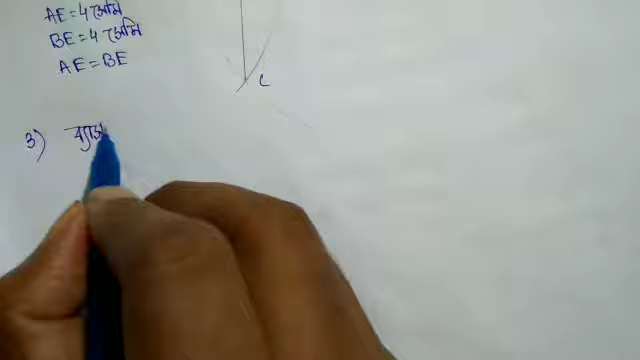 AE = 4 সেমি
BE = 4 সেমি
AE = BE
C
3) ব্যাস